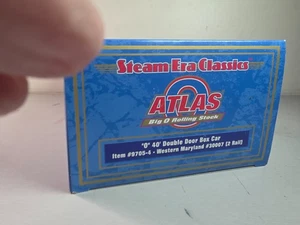 Steam Era Classics
ATLAS
O
Big O Rolling Stock
"O" 40' Double Door Box Car
Item #9705-4 - Western Maryland #30007 (3 Rail)